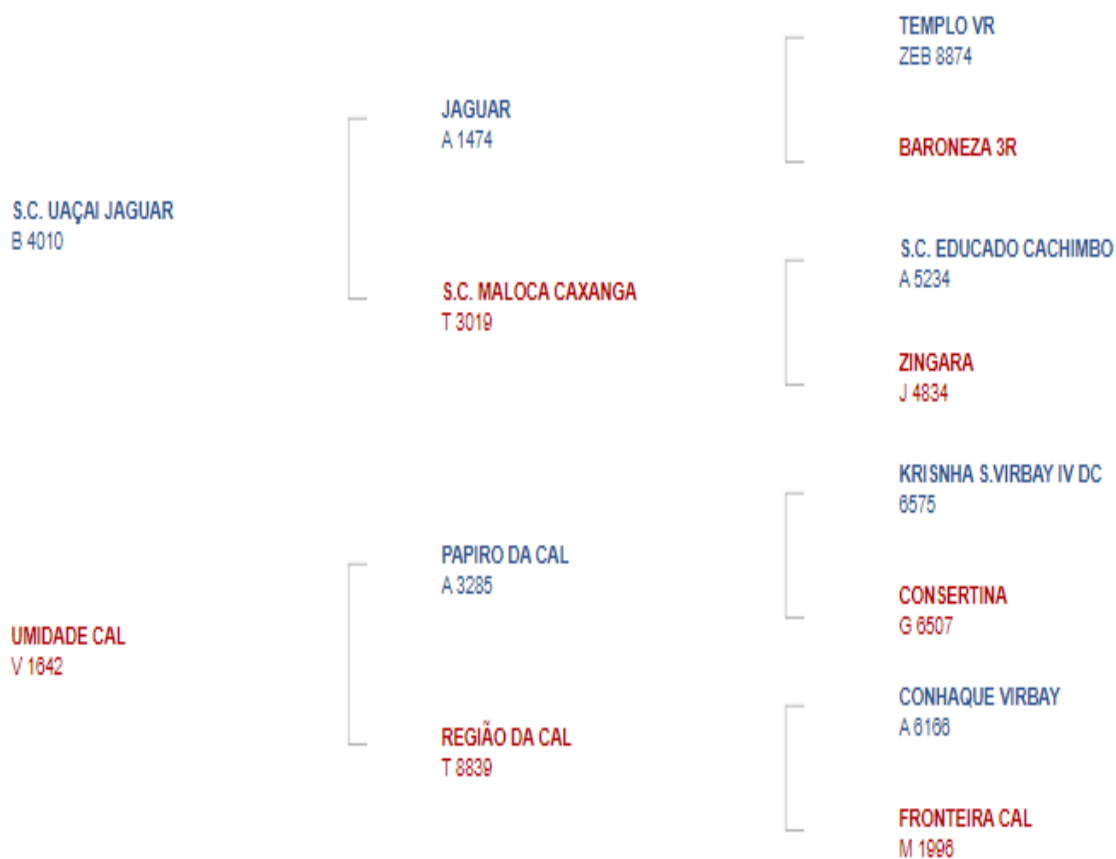 TEMPLO VR
ZEB 8874
JAGUAR
A 1474
BARONEZA 3R
S.C. UAÇAI JAGUAR
B 4010
S.C. EDUCADO CACHIMBO
A 5234
S.C. MALOCA CAXANGA
T 3019
ZINGARA
J 4834
KRISNHA S.VIRBAY IV DC
6575
PAPIRO DA CAL
A 3285
CONSERTINA
G 6507
UMIDADE CAL
V 1642
CONHAQUE VIRBAY
A 6166
REGIÃO DA CAL
T 8839
FRONTEIRA CAL
M 1996